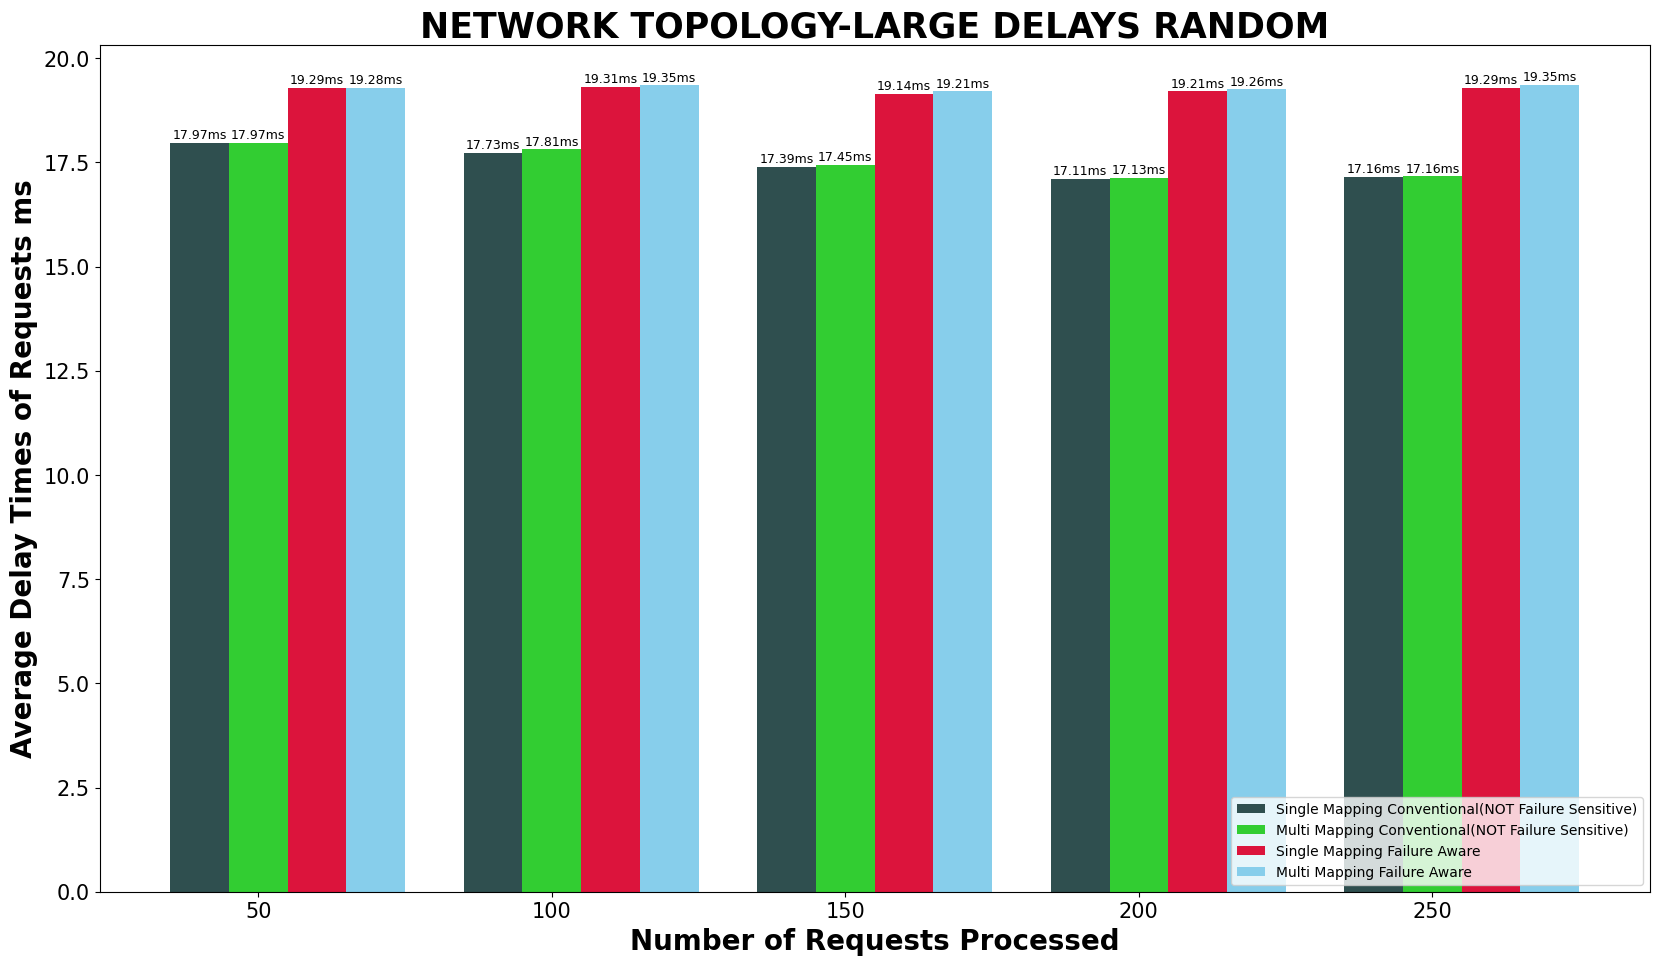 NETWORK TOPOLOGY-LARGE DELAYS RANDOM
Average Delay Times of Requests ms
20.0
17.5
15.0
12.5
10.0
7.5
5.0
2.5
0.0
17.97ms 17.97ms 19.29ms 19.28ms
17.73ms 17.81ms 19.31ms 19.35ms
17.39ms 17.45ms 19.14ms 19.21ms
17.11ms 17.13ms 19.21ms 19.26ms
17.16ms 17.16ms 19.29ms 19.35ms
Single Mapping Conventional(NOT Failure Sensitive)
Multi Mapping Conventional(NOT Failure Sensitive)
Single Mapping Failure Aware
Multi Mapping Failure Aware
50 100 150 200 250
Number of Requests Processed